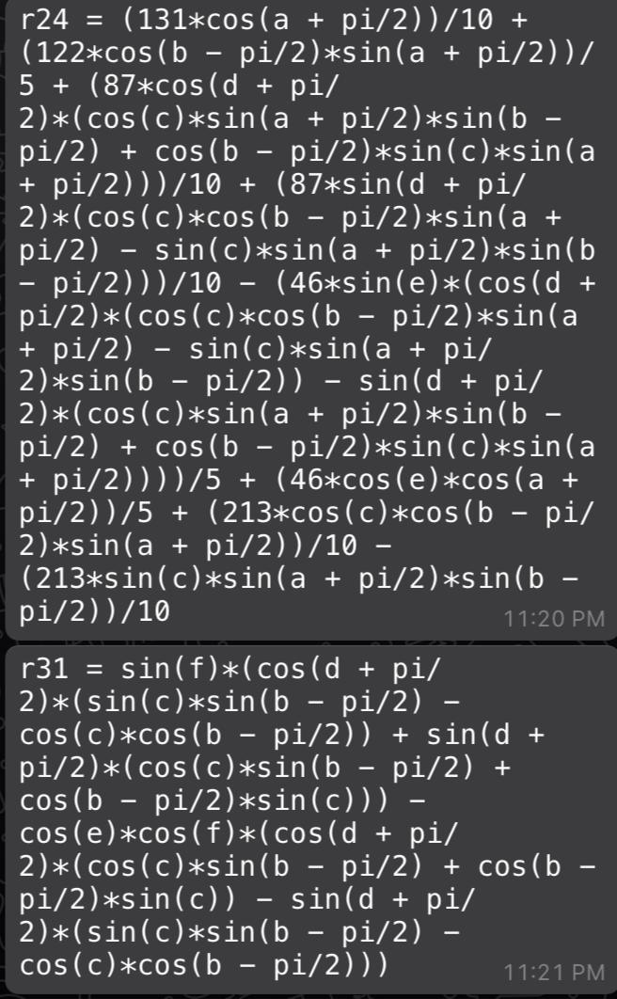 r24 = (131*cos(a + pi/2))/10 +
(122*cos(b − pi/2)*sin(a + pi/2))/
5 + (87*cos(d + pi/
2)*(cos(c)*sin(a + pi/2)*sin(b −
pi/2) + cos(b − pi/2)*sin(c)*sin(a
+ pi/2)))/10 + (87*sin(d + pi/
2)*(cos(c)*cos(b − pi/2)*sin(a +
pi/2) − sin(c)*sin(a + pi/2)*sin(b
− pi/2)))/10 − (46*sin(e)*(cos(d +
pi/2)*(cos(c)*cos(b − pi/2)*sin(a
+ pi/2) − sin(c)*sin(a + pi/
2)*sin(b − pi/2)) − sin(d + pi/
2)*(cos(c)*sin(a + pi/2)*sin(b −
pi/2) + cos(b − pi/2)*sin(c)*sin(a
+ pi/2))))/5 + (46*cos(e)*cos(a +
pi/2))/5 + (213*cos(c)*cos(b − pi/
2)*sin(a + pi/2))/10 −
(213*sin(c)*sin(a + pi/2)*sin(b −
pi/2))/10
11:20 PM
r31 = sin(f)*(cos(d + pi/
2)*(sin(c)*sin(b − pi/2) −
cos(c)*cos(b − pi/2)) + sin(d +
pi/2)*(cos(c)*sin(b − pi/2) +
cos(b − pi/2)*sin(c))) −
cos(e)*cos(f)*(cos(d + pi/
2)*(cos(c)*sin(b − pi/2) + cos(b −
pi/2)*sin(c)) − sin(d + pi/
2)*(sin(c)*sin(b − pi/2) −
cos(c)*cos(b − pi/2)))
11:21 PM